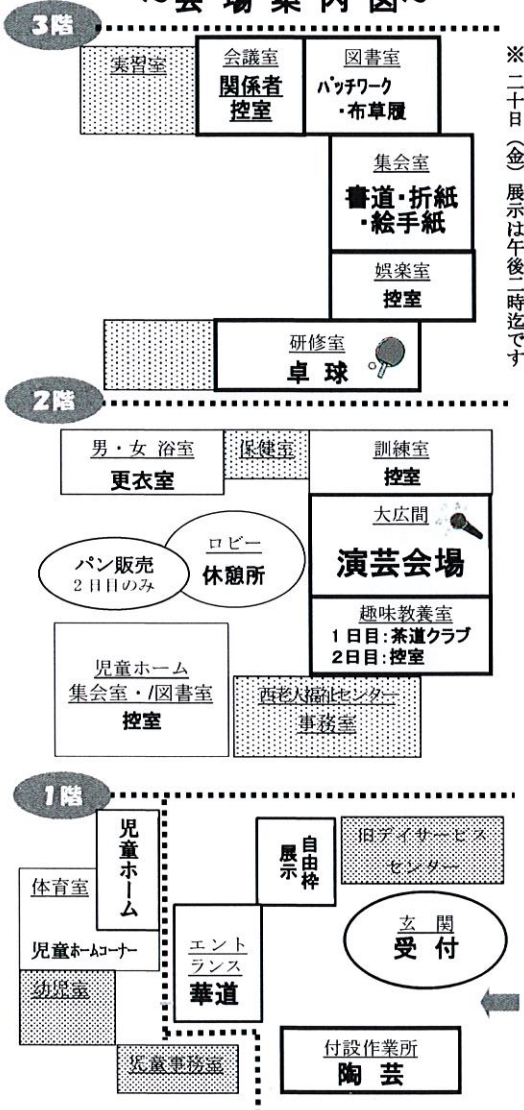 ～会場案内図～
3階
実習室
会議室
関係者
控室
図書室
パッチワーク
・布草履
集会室
書道・折紙
・絵手紙
娯楽室
控室
研修室
卓球
※ 二十日（金）展示は午後二時迄です
2階
男・女 浴室
更衣室
保健室
訓練室
控室
大広間
演芸会場
ロビー
休憩所
パン販売
2日目のみ
趣味教養室
1日目：茶道クラブ
2日目：控室
児童ホーム
集会室・/図書室
控室
西老人福祉センター
事務室
1階
児童ホーム
体育室
児童ホームコーナー
幼児室
児童事務室
自由枠
展示
旧デイサービス
センター
玄関
受付
エント
ランス
華道
付設作業所
陶芸